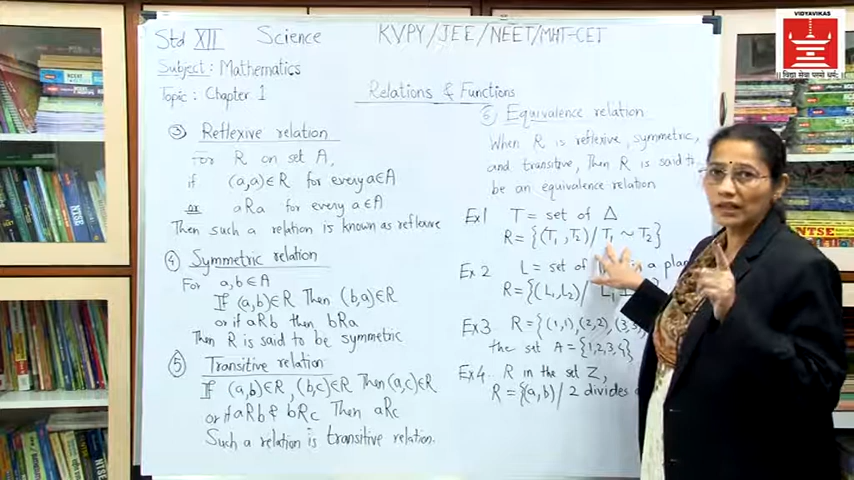 Std XII Science KVPY/JEE/NEET/MHT-CET
Subject: Mathematics
Topic: Chapter 1 Relations & Functions
③ Reflexive relation
For R on set A,
if (a,a)∈R for every a∈A
or aRa for every a∈A
Then such a relation is known as reflexive
④ Symmetric relation
For a,b∈A
If (a,b)∈R Then (b,a)∈R
or if aRb then bRa
Then R is said to be symmetric
⑤ Transitive relation
If (a,b)∈R, (b,c)∈R Then (a,c)∈R
or if aRb & bRc Then aRc
Such a relation is transitive relation.
⑥ Equivalence relation
When R is reflexive, symmetric,
and transitive, Then R is said to
be an equivalence relation
Ex1 T = set of Δ
R = {(T₁,T₂)/T₁ ~ T₂}
Ex 2 L = set of in a plan
R = {(L₁,L₂)/ L₁
Ex3 R = {(1,1), (2,2), (3,3),
the set A = {1,2,3,4}
Ex4. R in the set Z,
R = {(a,b)/ 2 divides
VIDYAVIKAS
॥ विद्या सेवा परमो धर्मः ॥